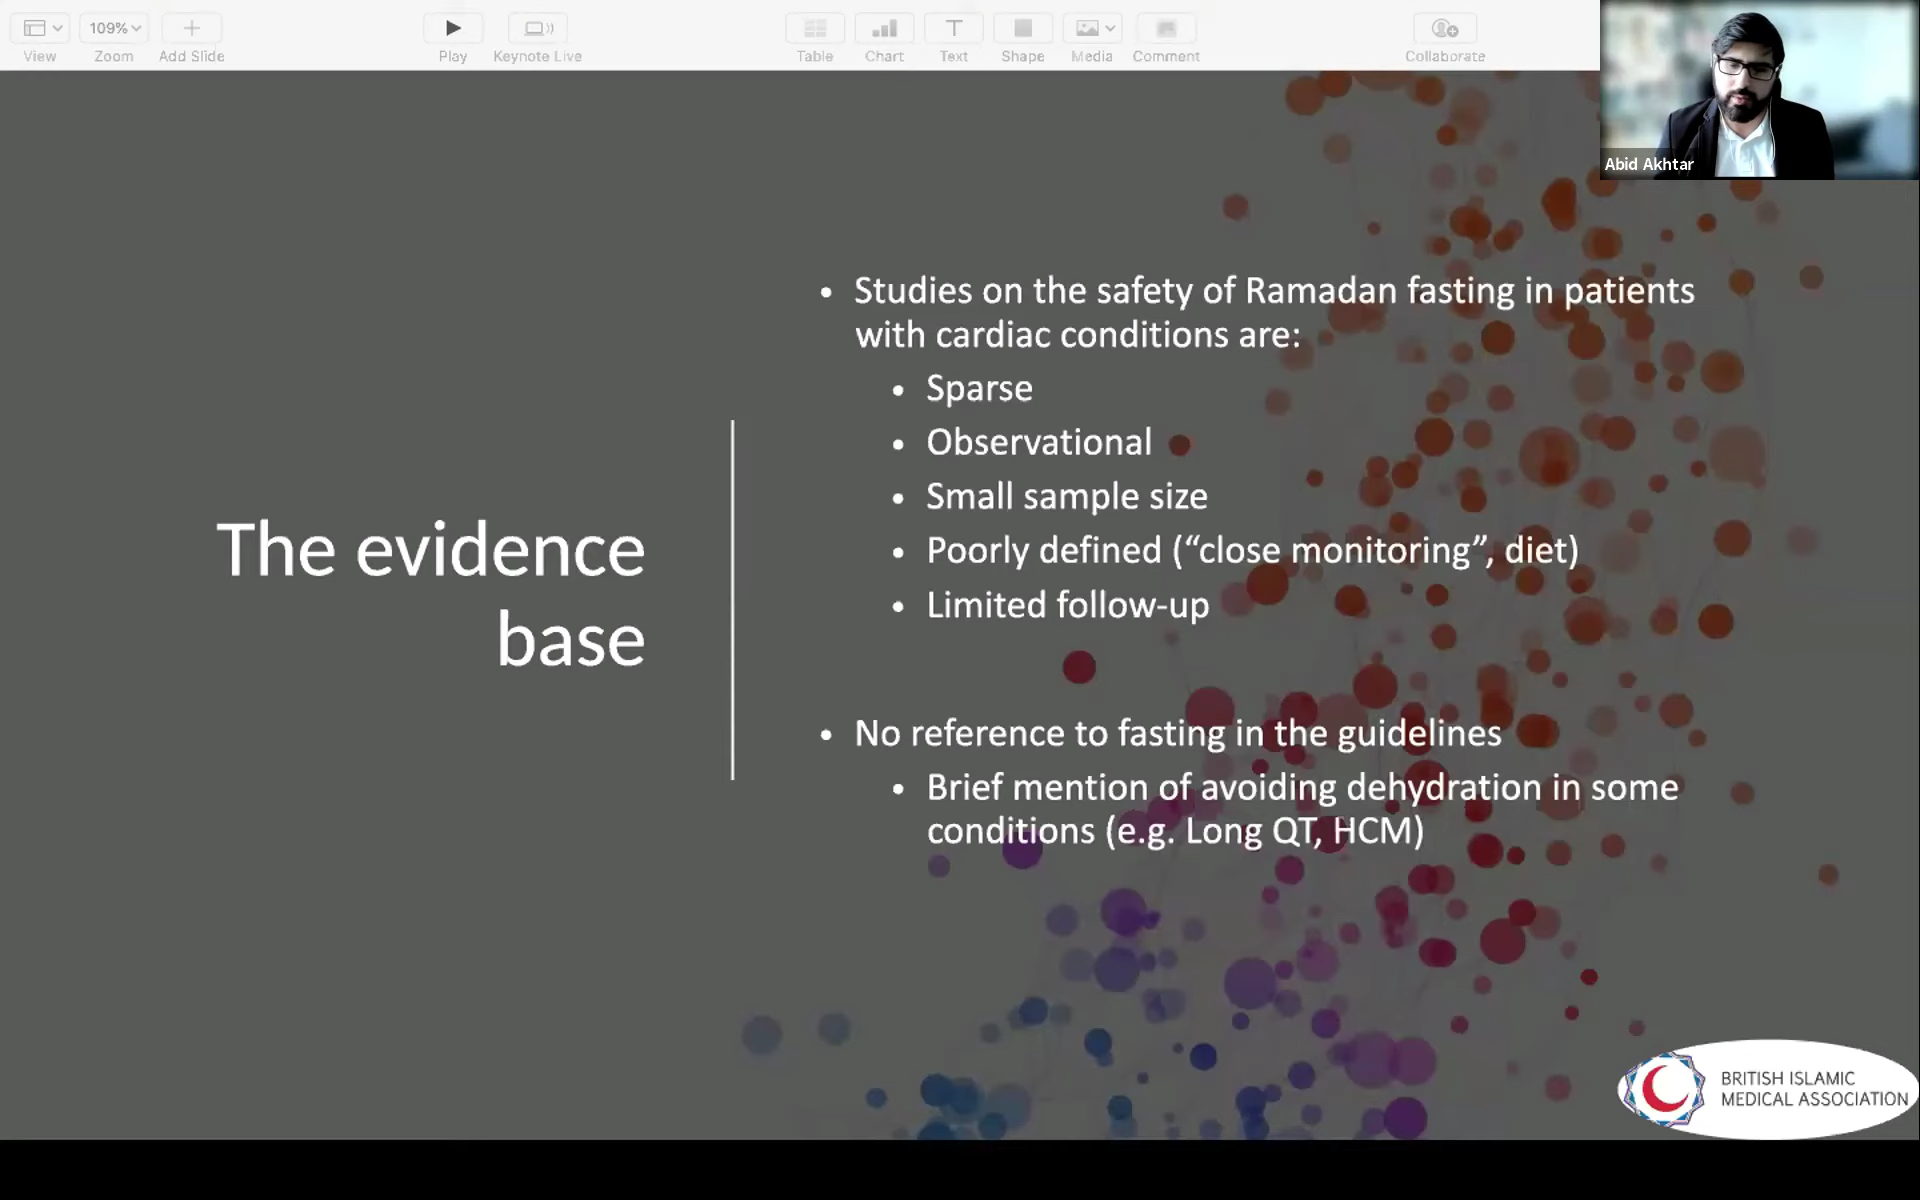 109%
View
Zoom
Add Slide
Play
Keynote Live
Table
Chart
Text
Shape
Media
Comment
Collaborate
Abid Akhtar
The evidence
base
• Studies on the safety of Ramadan fasting in patients
with cardiac conditions are:
• Sparse
• Observational
• Small sample size
• Poorly defined (“close monitoring”, diet)
• Limited follow-up
• No reference to fasting in the guidelines
• Brief mention of avoiding dehydration in some
conditions (e.g. Long QT, HCM)
BRITISH ISLAMIC
MEDICAL ASSOCIATION